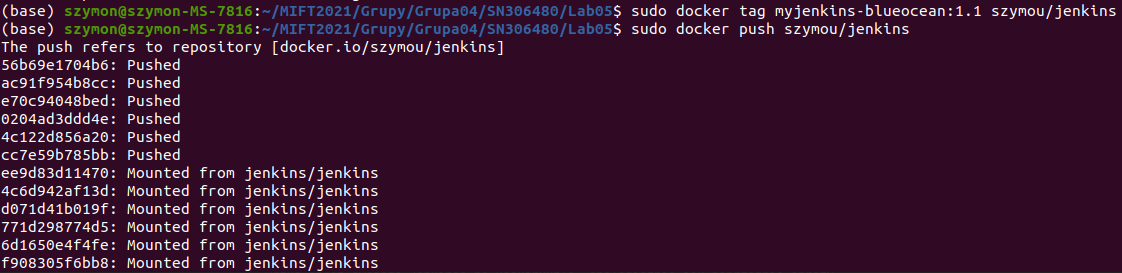 (base) szymon@szymon-MS-7816:~/MIFT2021/Grupy/Grupa04/SN306480/Lab05$ sudo docker tag myjenkins-blueocean:1.1 szymou/jenkins
(base) szymon@szymon-MS-7816:~/MIFT2021/Grupy/Grupa04/SN306480/Lab05$ sudo docker push szymou/jenkins
The push refers to repository [docker.io/szymou/jenkins]
56b69e1704b6: Pushed
ac91f954b8cc: Pushed
e70c94048bed: Pushed
0204ad3ddd4e: Pushed
4c122d856a20: Pushed
cc7e59b785bb: Pushed
ee9d83d11470: Mounted from jenkins/jenkins
4c6d942af13d: Mounted from jenkins/jenkins
d071d41b019f: Mounted from jenkins/jenkins
771d298774d5: Mounted from jenkins/jenkins
6d1650e4f4fe: Mounted from jenkins/jenkins
f908305f6bb8: Mounted from jenkins/jenkins